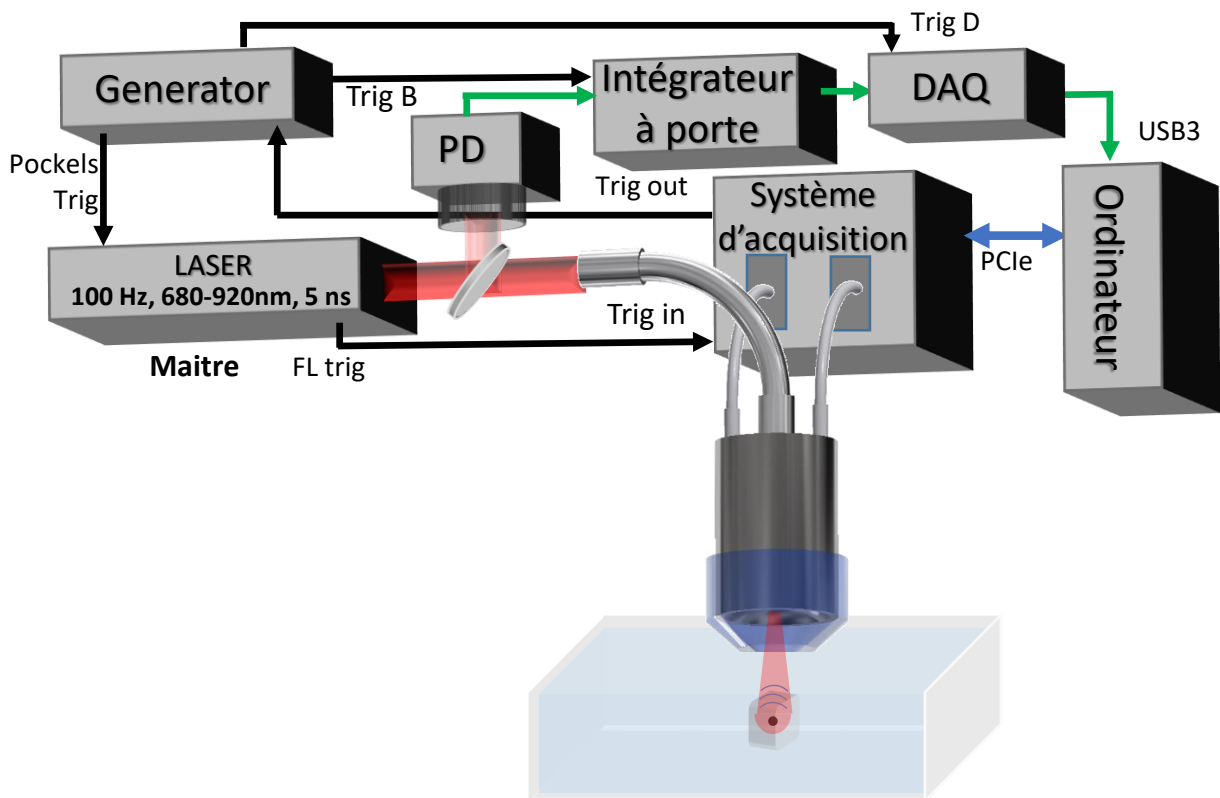 Trig D
Generator
Trig B
Intégrateur
à porte
DAQ
PD
USB3
Pockels
Trig
Trig out
Système
d’acquisition
Ordinateur
PCIe
LASER
100 Hz, 680-920nm, 5 ns
Trig in
Maitre
FL trig